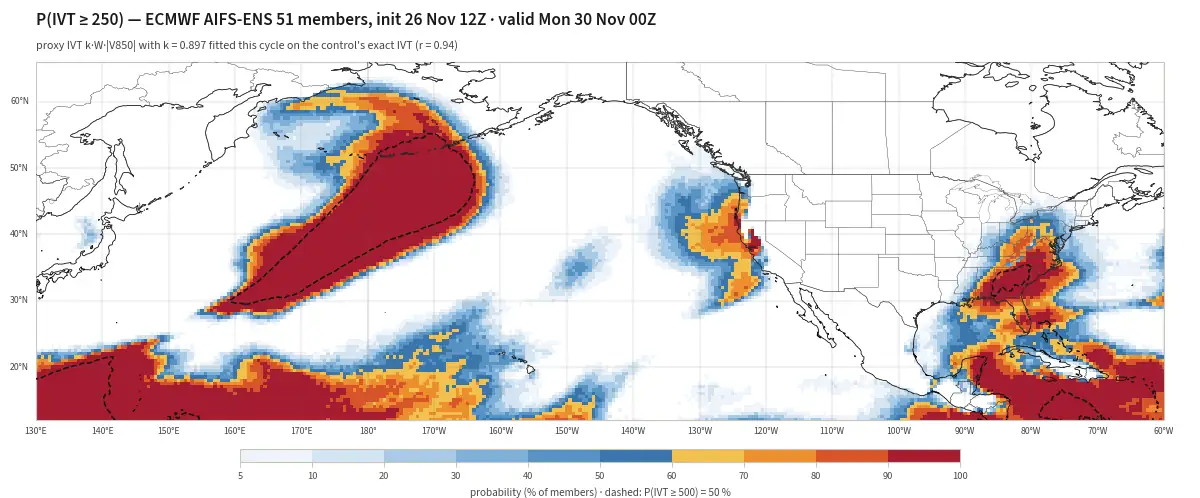 P(IVT ≥ 250) — ECMWF AIFS-ENS 51 members, init 26 Nov 12Z · valid Mon 30 Nov 00Z
proxy IVT k·W·|V850| with k = 0.897 fitted this cycle on the control's exact IVT (r = 0.94)
60°N
50°N
40°N
30°N
20°N
130°E 140°E 150°E 160°E 170°E 180° 170°W 160°W 150°W 140°W 130°W 120°W 110°W 100°W 90°W 80°W 70°W 60°W
5 10 20 30 40 50 60 70 80 90 100
probability (% of members) · dashed: P(IVT ≥ 500) = 50 %